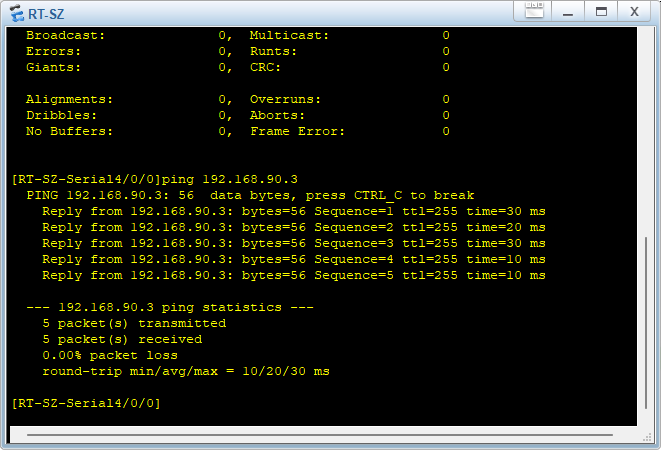 RT-SZ
Broadcast: 0, Multicast: 0
Errors: 0, Runts: 0
Giants: 0, CRC: 0
Alignments: 0, Overruns: 0
Dribbles: 0, Aborts: 0
No Buffers: 0, Frame Error: 0
[RT-SZ-Serial4/0/0]ping 192.168.90.3
PING 192.168.90.3: 56  data bytes, press CTRL_C to break
Reply from 192.168.90.3: bytes=56 Sequence=1 ttl=255 time=30 ms
Reply from 192.168.90.3: bytes=56 Sequence=2 ttl=255 time=20 ms
Reply from 192.168.90.3: bytes=56 Sequence=3 ttl=255 time=30 ms
Reply from 192.168.90.3: bytes=56 Sequence=4 ttl=255 time=10 ms
Reply from 192.168.90.3: bytes=56 Sequence=5 ttl=255 time=10 ms
--- 192.168.90.3 ping statistics ---
5 packet(s) transmitted
5 packet(s) received
0.00% packet loss
round-trip min/avg/max = 10/20/30 ms
[RT-SZ-Serial4/0/0]